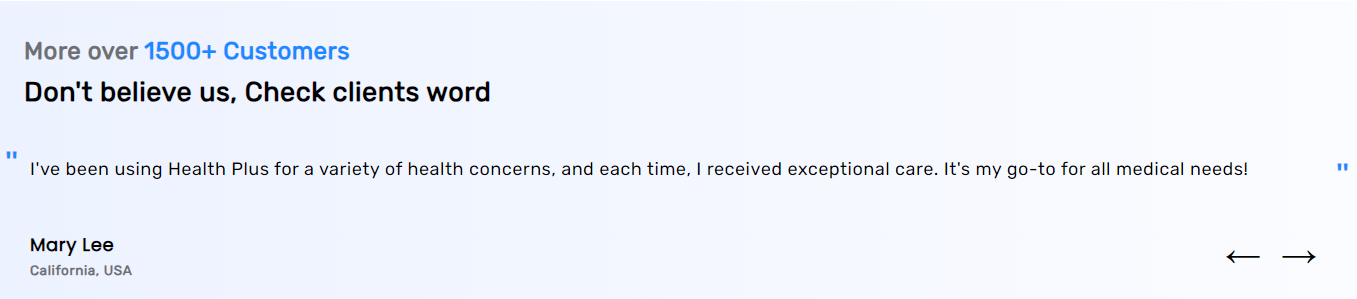 More over 1500+ Customers
Don't believe us, Check clients word
" I've been using Health Plus for a variety of health concerns, and each time, I received exceptional care. It's my go-to for all medical needs! "
Mary Lee
California, USA
← →